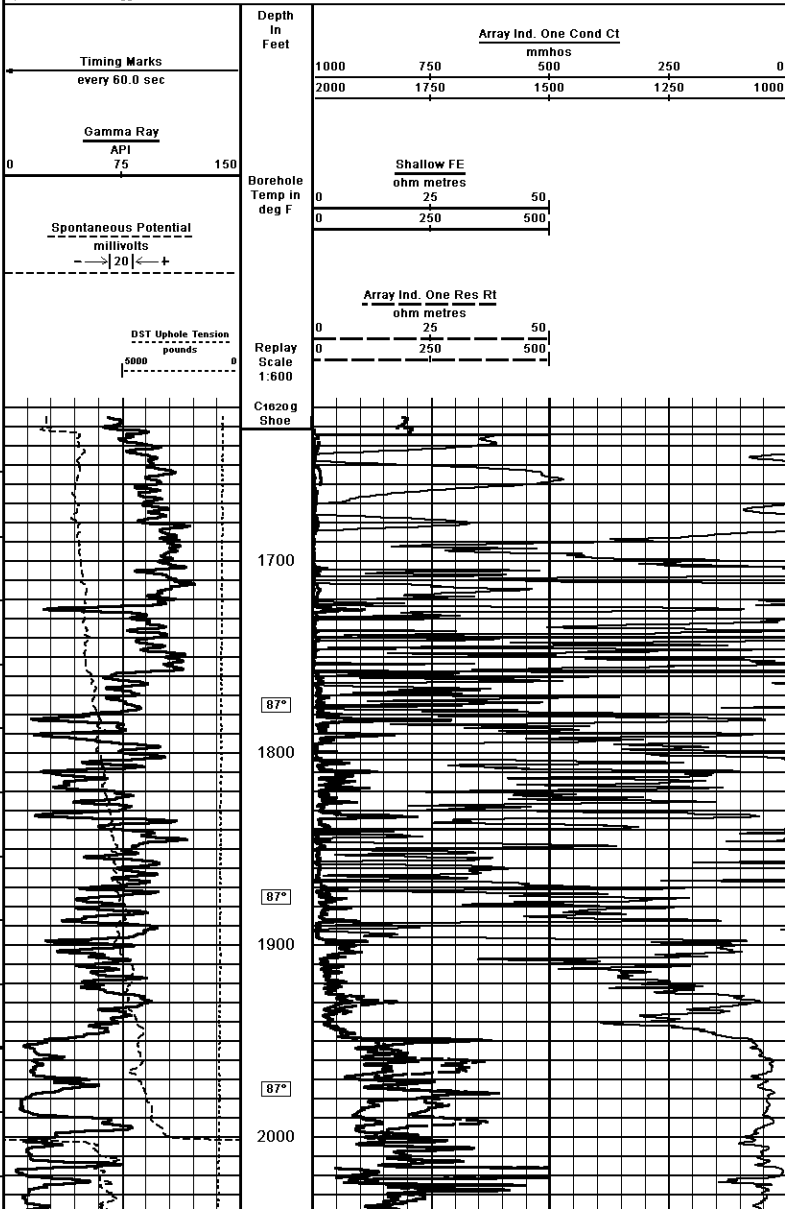 Depth
In
Feet
Timing Marks
every 60.0 sec
Gamma Ray
API
0 75 150
Spontaneous Potential
millivolts
- →|20|← +
DST Uphole Tension
pounds
5000 0
Borehole
Temp in
deg F
Replay
Scale
1:600
C1620g
Shoe
Array Ind. One Cond Ct
mmhos
1000 750 500 250 0
2000 1750 1500 1250 1000
Shallow FE
ohm metres
0 25 50
0 250 500
Array Ind. One Res Rt
ohm metres
0 25 50
0 250 500
1700
87°
1800
87°
1900
87°
2000